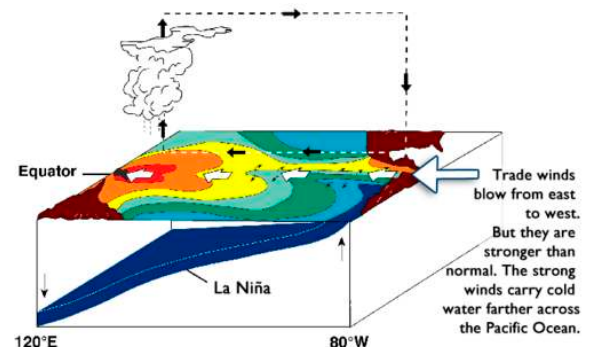 Equator
Trade winds
blow from east
to west.
But they are
stronger than
normal. The strong
winds carry cold
water farther across
the Pacific Ocean.
La Niña
120°E
80°W